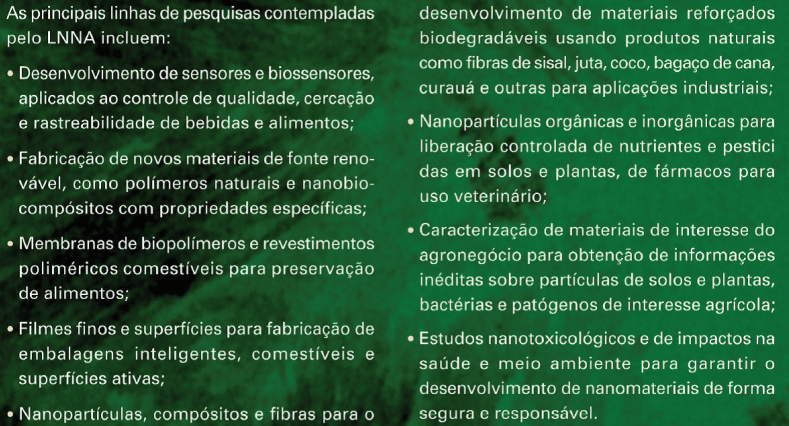 As principais linhas de pesquisas contempladas
pelo LNNA incluem:
• Desenvolvimento de sensores e biossensores,
aplicados ao controle de qualidade, cercação
e rastreabilidade de bebidas e alimentos;
• Fabricação de novos materiais de fonte reno-
vável, como polímeros naturais e nanobio-
compósitos com propriedades específicas;
• Membranas de biopolímeros e revestimentos
poliméricos comestíveis para preservação
de alimentos;
• Filmes finos e superfícies para fabricação de
embalagens inteligentes, comestíveis e
superfícies ativas;
• Nanopartículas, compósitos e fibras para o
desenvolvimento de materiais reforçados
biodegradáveis usando produtos naturais
como fibras de sisal, juta, coco, bagaço de cana,
curauá e outras para aplicações industriais;
• Nanopartículas orgânicas e inorgânicas para
liberação controlada de nutrientes e pestici
das em solos e plantas, de fármacos para
uso veterinário;
• Caracterização de materiais de interesse do
agronegócio para obtenção de informações
inéditas sobre partículas de solos e plantas,
bactérias e patógenos de interesse agrícola;
• Estudos nanotoxicológicos e de impactos na
saúde e meio ambiente para garantir o
desenvolvimento de nanomateriais de forma
segura e responsável.